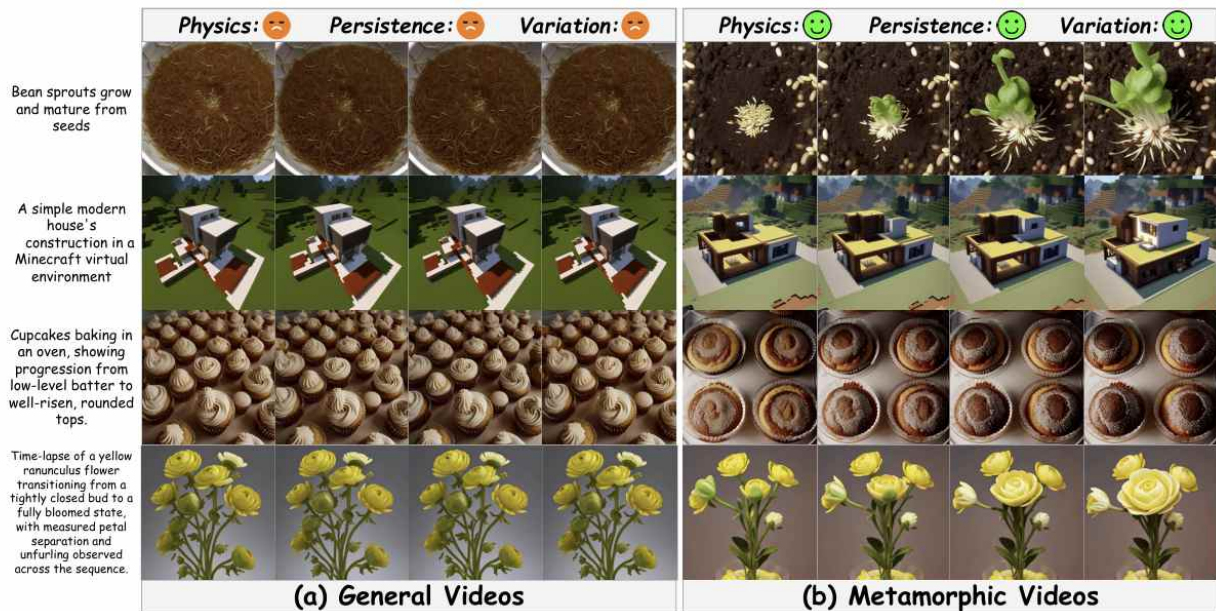 Physics: Persistence: Variation:
Physics: Persistence: Variation:
Bean sprouts grow
and mature from
seeds
A simple modern
house's
construction in a
Minecraft virtual
environment
Cupcakes baking in
an oven, showing
progression from
low-level batter to
well-risen, rounded
tops.
Time-lapse of a yellow
ranunculus flower
transitioning from a
tightly closed bud to a
fully bloomed state,
with measured petal
separation and
unfurling observed
across the sequence.
(a) General Videos
(b) Metamorphic Videos